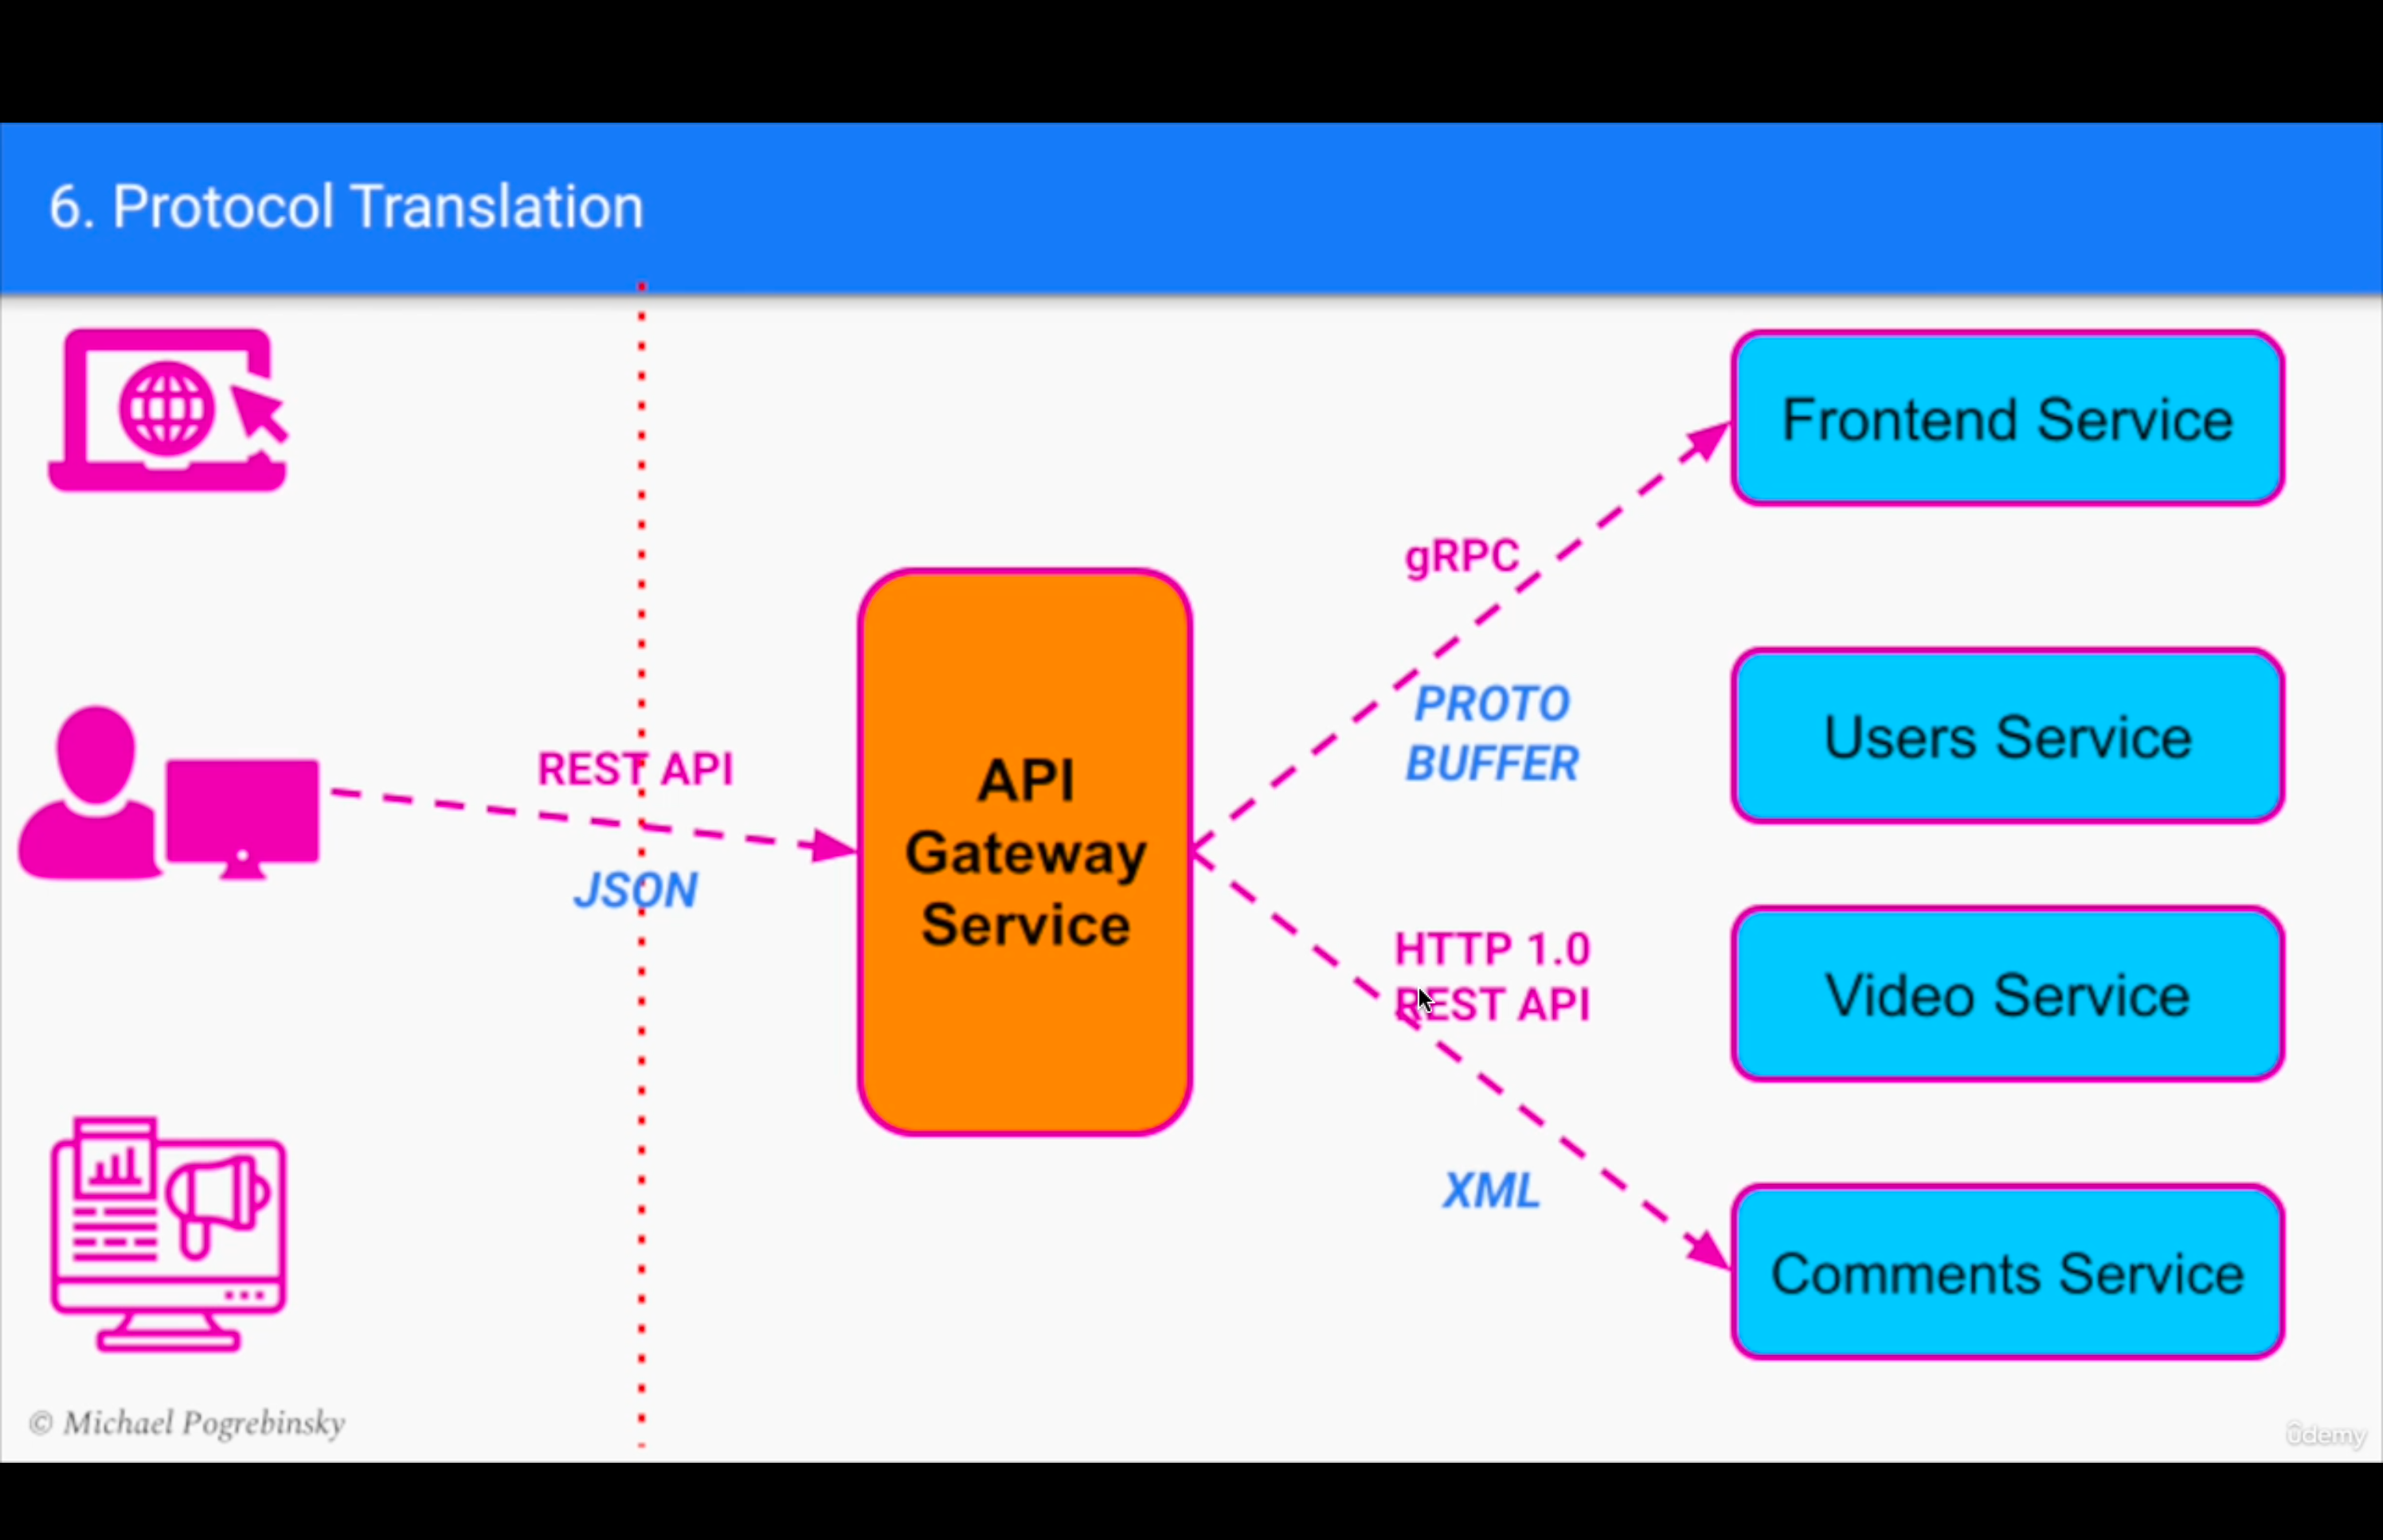 6. Protocol Translation
REST API
JSON
API
Gateway
Service
gRPC
PROTO
BUFFER
HTTP 1.0
REST API
XML
Frontend Service
Users Service
Video Service
Comments Service
© Michael Pogrebinsky
ûdemy